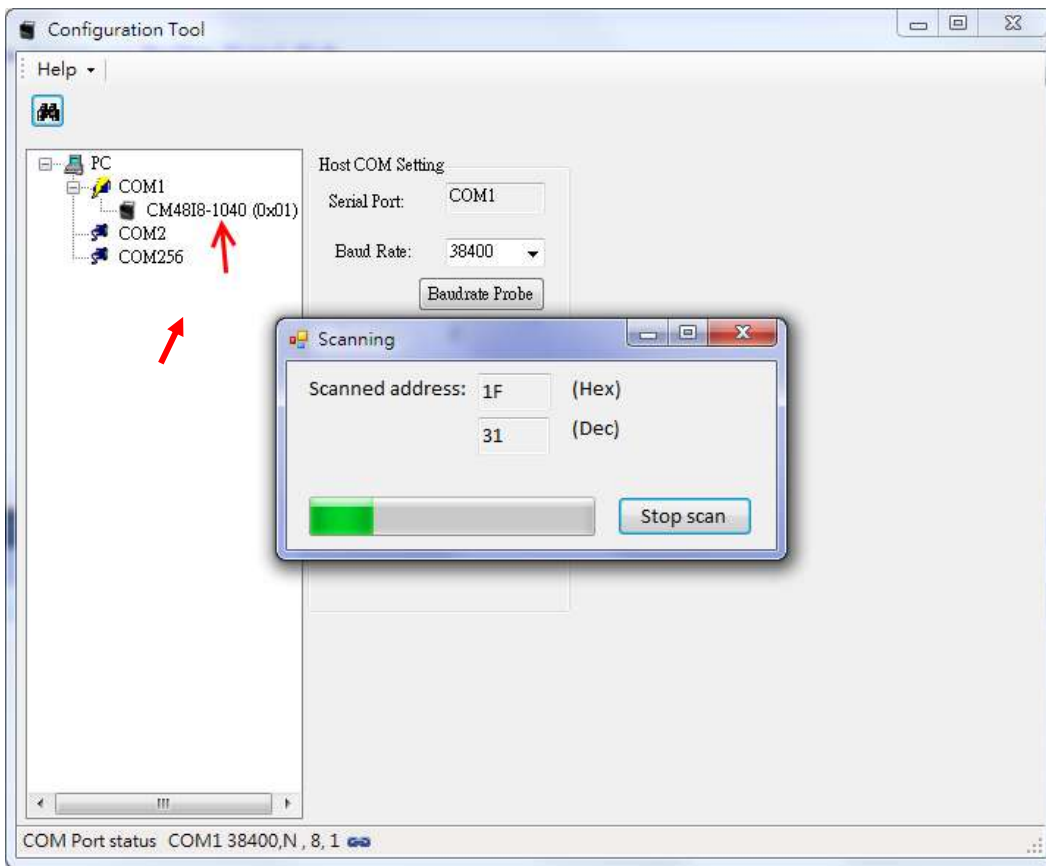 Configuration Tool
Help
PC
COM1
CM48I8-1040 (0x01)
COM2
COM256
Host COM Setting
Serial Port: COM1
Baud Rate: 38400
Baudrate Probe
Scanning
Scanned address: 1F (Hex)
31 (Dec)
Stop scan
COM Port status COM1 38400,N , 8, 1